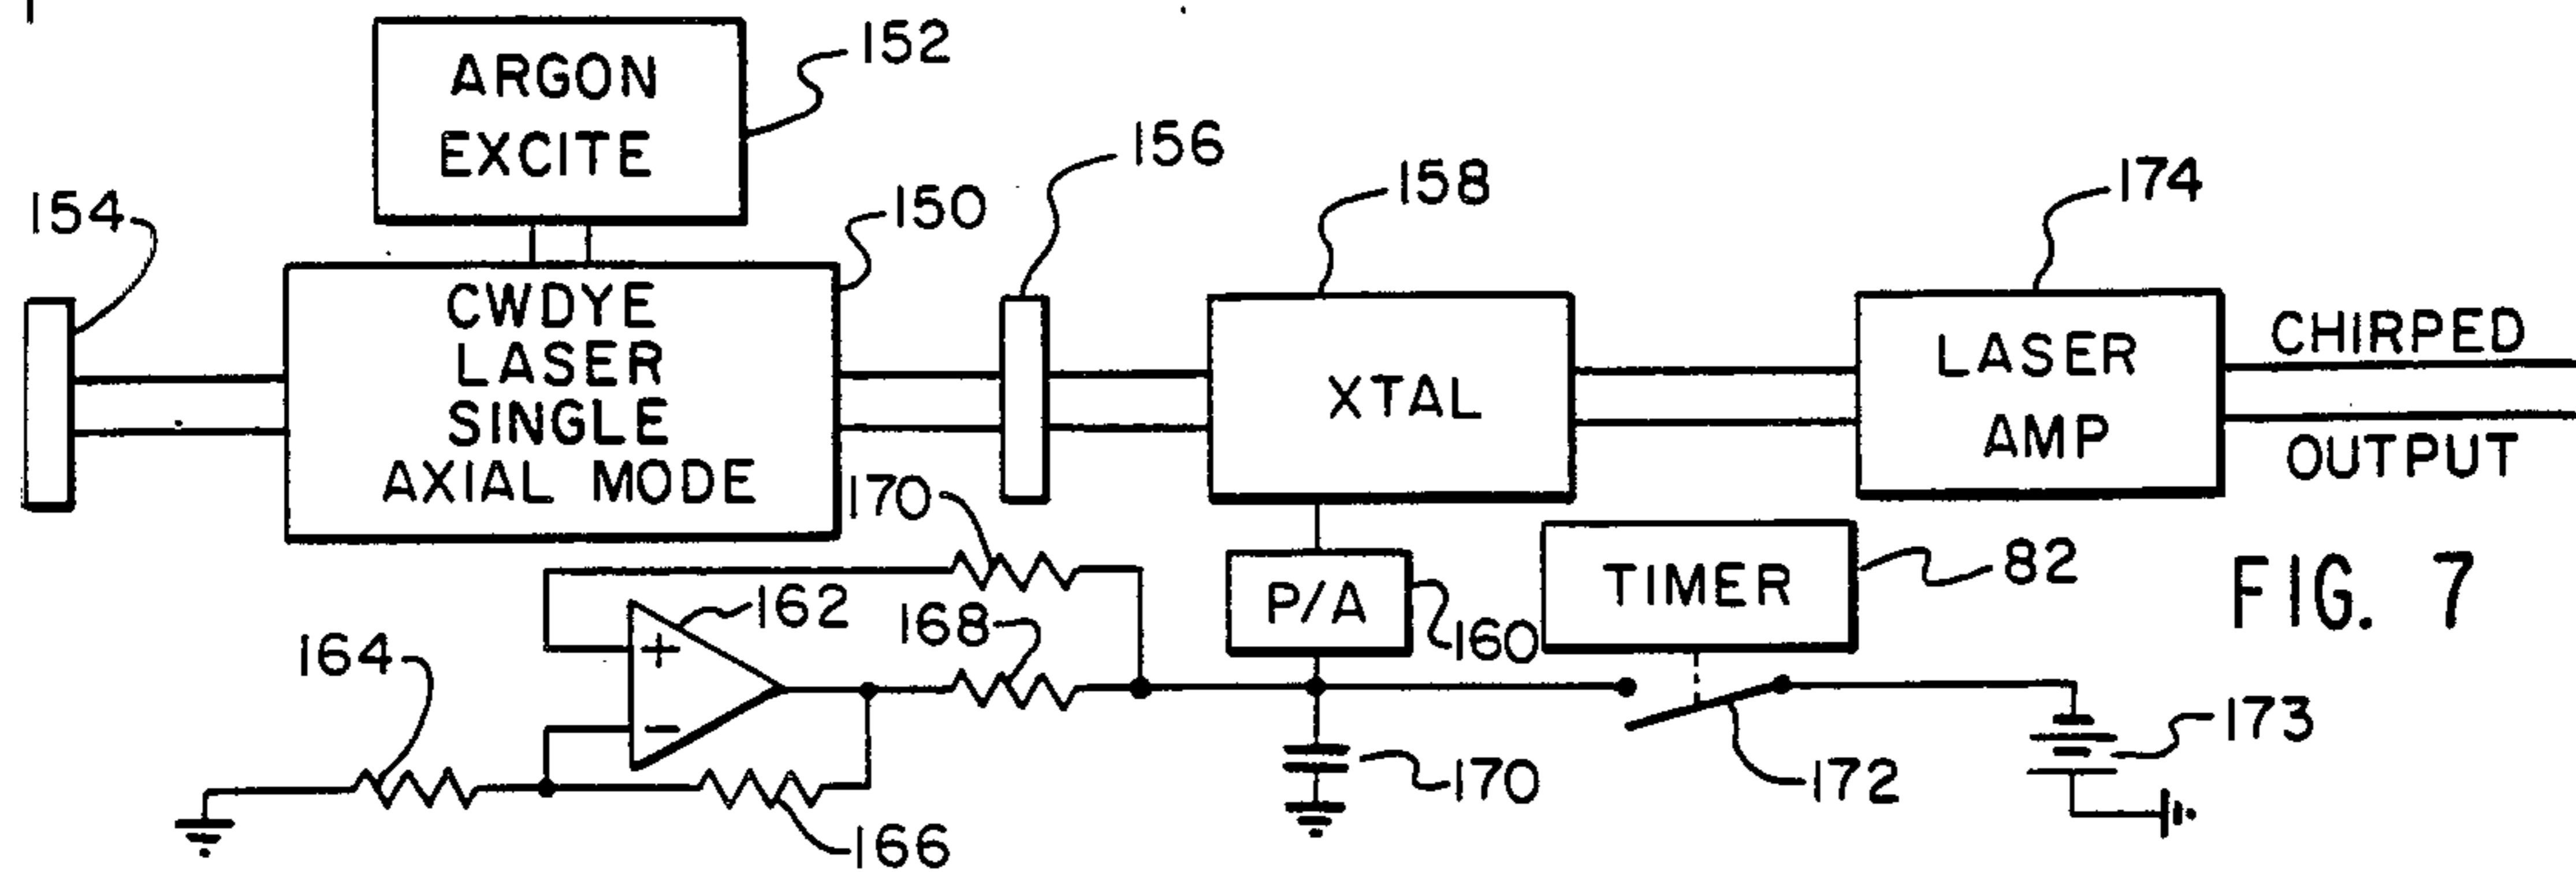 ARGON
EXCITE
152
154
150
156
158
174
CWDYE
LASER
SINGLE
AXIAL MODE
XTAL
LASER
AMP
CHIRPED
OUTPUT
170
162
168
P/A
160
TIMER
82
FIG. 7
164
+
−
166
170
172
173